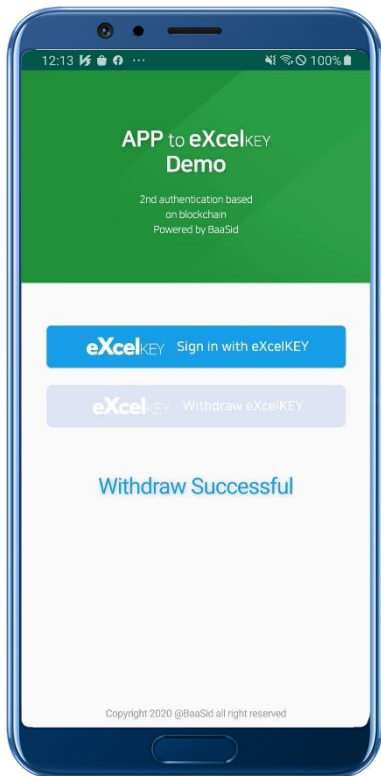 12:13 ... 100%
APP to eXcelKEY
Demo
2nd authentication based
on blockchain
Powered by BaaSid
eXcelKEY Sign in with eXcelKEY
eXcelKEY Withdraw eXcelKEY
Withdraw Successful
Copyright 2020 @BaaSid all right reserved